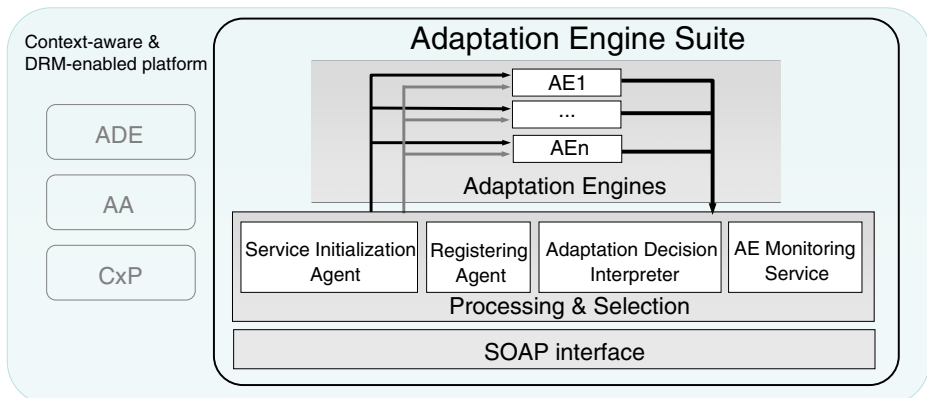 Context-aware &
DRM-enabled platform
ADE
AA
CxP
Adaptation Engine Suite
AE1
...
AEn
Adaptation Engines
Service Initialization
Agent
Registering
Agent
Adaptation Decision
Interpreter
AE Monitoring
Service
Processing & Selection
SOAP interface